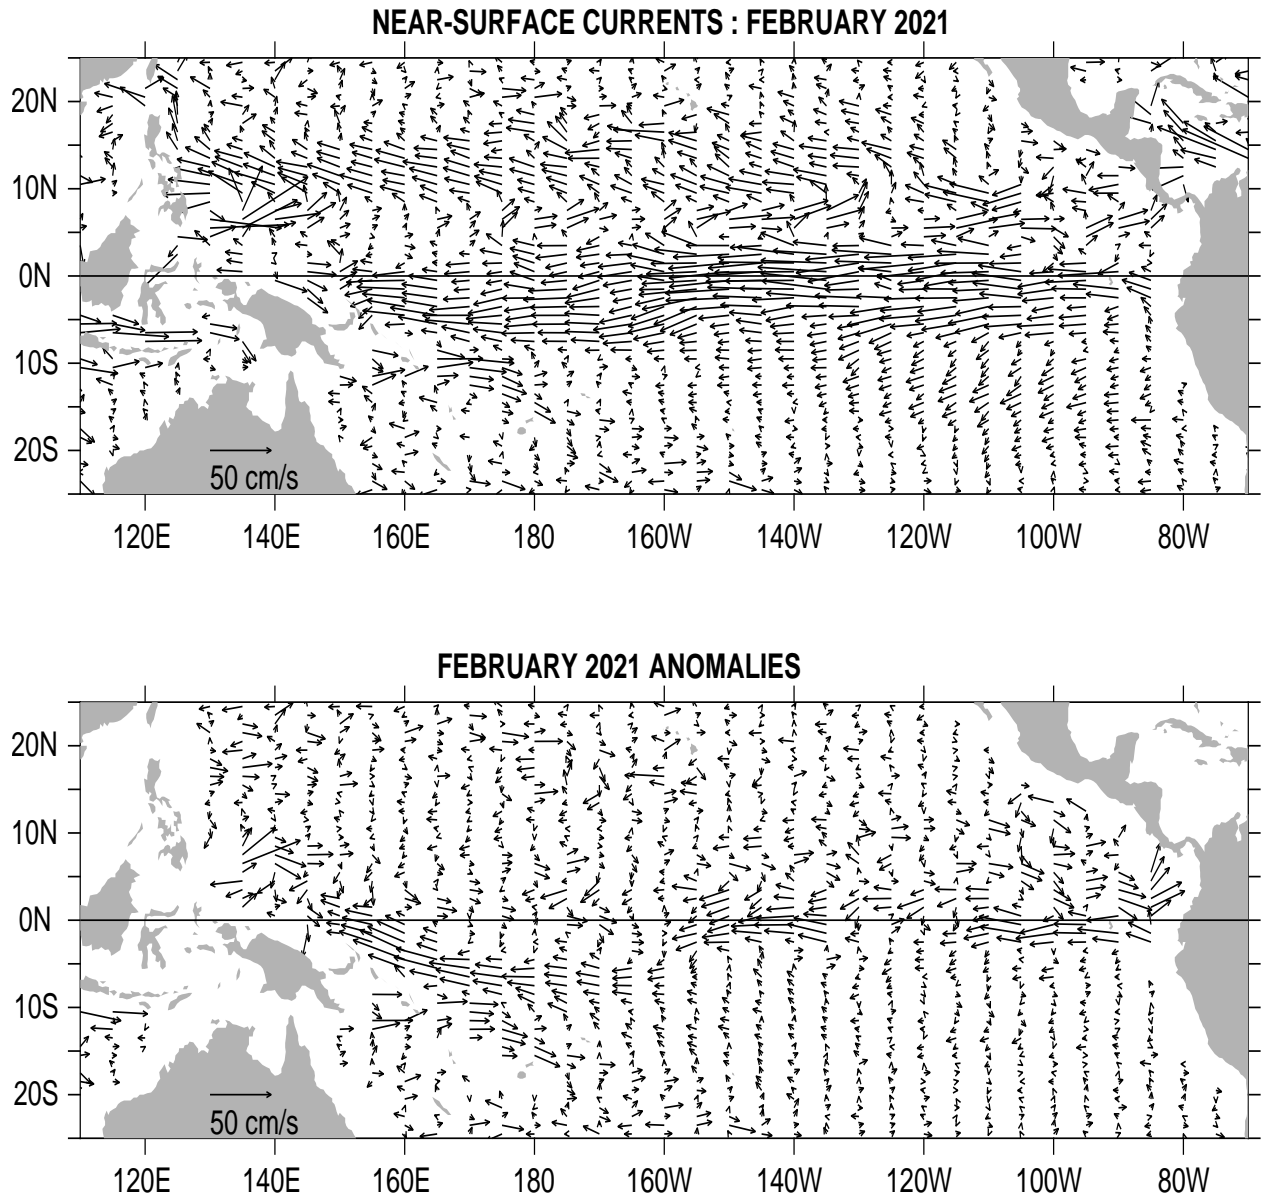 NEAR-SURFACE CURRENTS : FEBRUARY 2021
20N
10N
0N
10S
20S
50 cm/s
120E 140E 160E 180 160W 140W 120W 100W 80W
FEBRUARY 2021 ANOMALIES
20N
10N
0N
10S
20S
50 cm/s
120E 140E 160E 180 160W 140W 120W 100W 80W